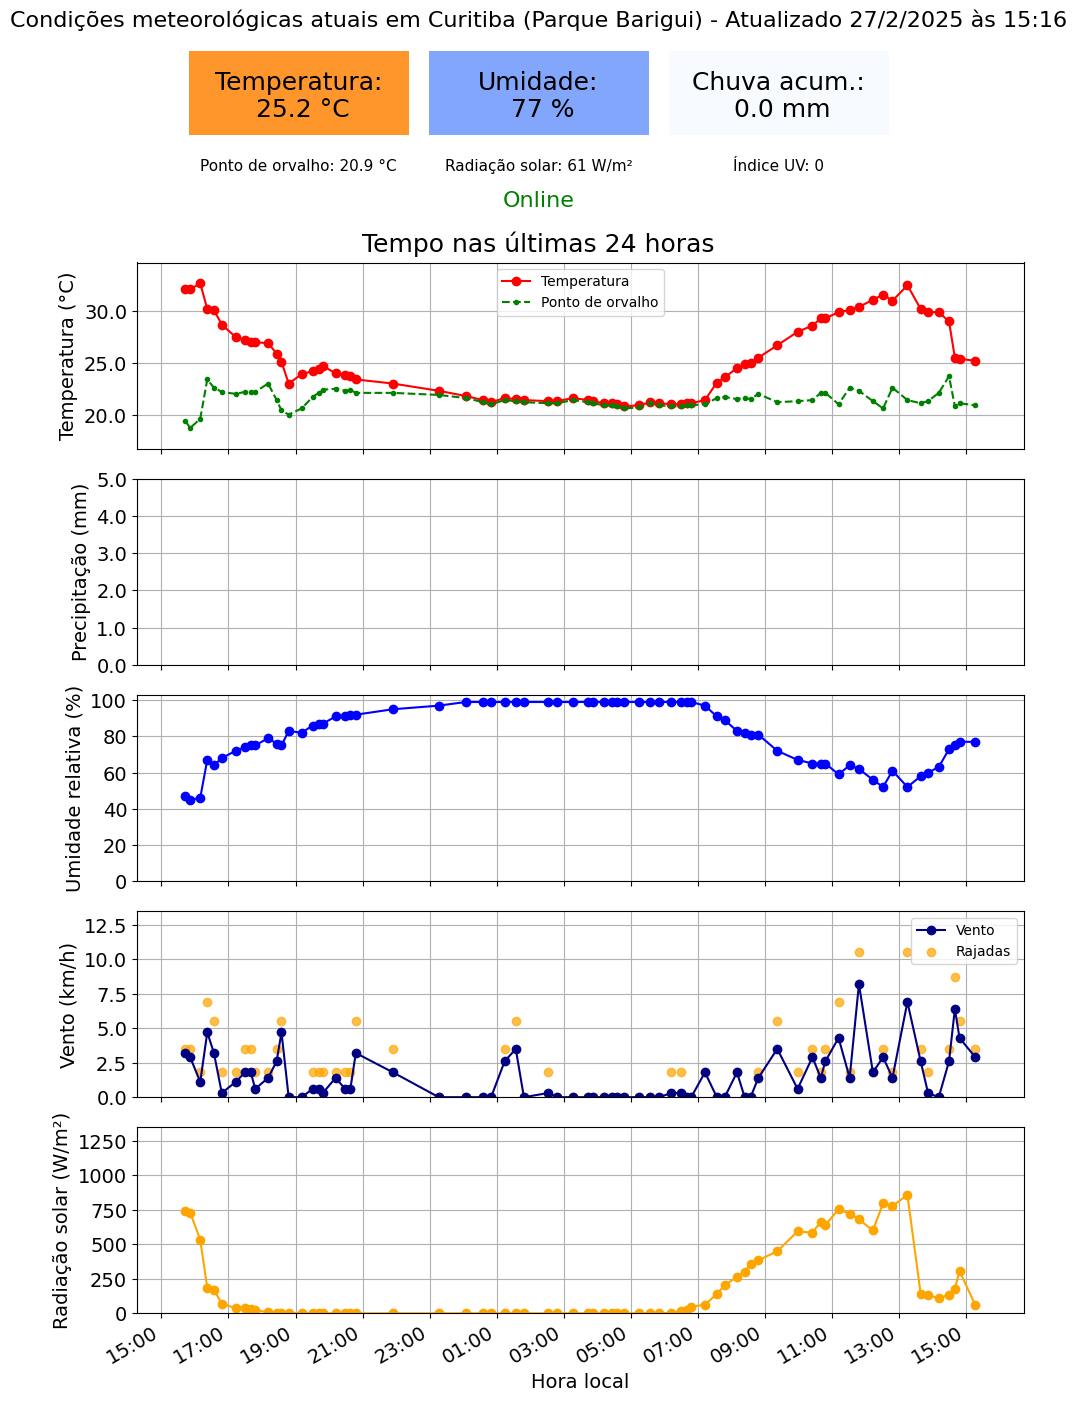 Condições meteorológicas atuais em Curitiba (Parque Barigui) - Atualizado 27/2/2025 às 15:16
Temperatura:
25.2 °C
Umidade:
77 %
Chuva acum.:
0.0 mm
Ponto de orvalho: 20.9 °C
Radiação solar: 61 W/m²
Índice UV: 0
Online
Tempo nas últimas 24 horas
Temperatura (°C)
30.0
25.0
20.0
Temperatura
Ponto de orvalho
Precipitação (mm)
5.0
4.0
3.0
2.0
1.0
0.0
Umidade relativa (%)
100
80
60
40
20
0
Vento (km/h)
12.5
10.0
7.5
5.0
2.5
0.0
Vento
Rajadas
Radiação solar (W/m²)
1250
1000
750
500
250
0
15:00
17:00
19:00
21:00
23:00
01:00
03:00
05:00
07:00
09:00
11:00
13:00
15:00
Hora local